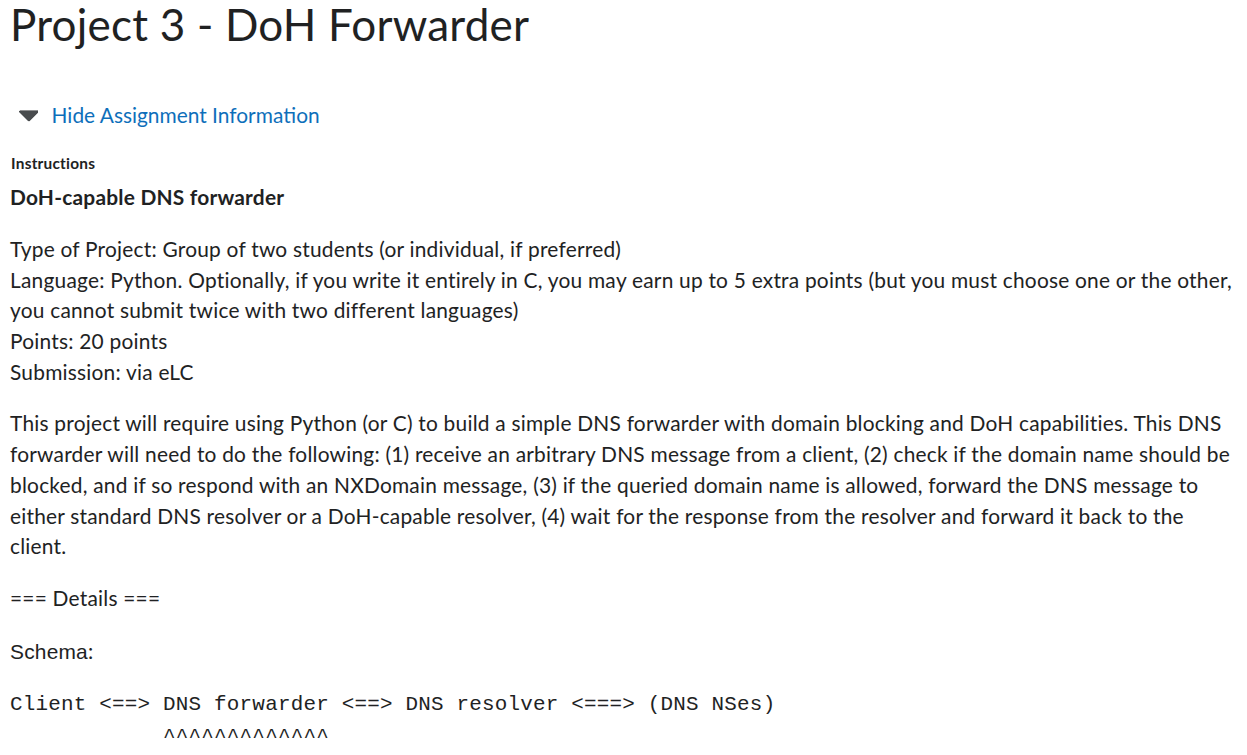 Project 3 - DoH Forwarder
Hide Assignment Information
Instructions
DoH-capable DNS forwarder
Type of Project: Group of two students (or individual, if preferred)
Language: Python. Optionally, if you write it entirely in C, you may earn up to 5 extra points (but you must choose one or the other,
you cannot submit twice with two different languages)
Points: 20 points
Submission: via eLC
This project will require using Python (or C) to build a simple DNS forwarder with domain blocking and DoH capabilities. This DNS
forwarder will need to do the following: (1) receive an arbitrary DNS message from a client, (2) check if the domain name should be
blocked, and if so respond with an NXDomain message, (3) if the queried domain name is allowed, forward the DNS message to
either standard DNS resolver or a DoH-capable resolver, (4) wait for the response from the resolver and forward it back to the
client.
=== Details ===
Schema:
Client <==> DNS forwarder <==> DNS resolver <===> (DNS NSes)
^^^^^^^^^^^^^